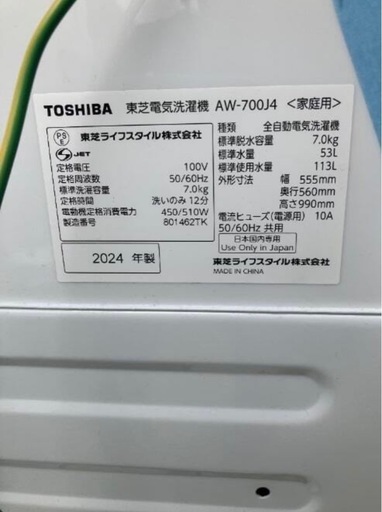 TOSHIBA 東芝電気洗濯機 AW-700J4 <家庭用>
PS
E
東芝ライフスタイル株式会社
S JET
定格電圧 100V
定格周波数 50/60Hz
標準洗濯容量 7.0kg
定格時間 洗いのみ 12分
電動機定格消費電力 450/510W
製造番号 801462TK
2024 年製
種類 全自動電気洗濯機
標準脱水容量 7.0kg
標準水量 53L
標準使用水量 113L
外形寸法 幅 555mm
奥行560mm
高さ990mm
電流ヒューズ(電源用) 10A
50/60Hz 共用
日本国内専用
Use Only in Japan
東芝ライフスタイル株式会社
MADE IN CHINA